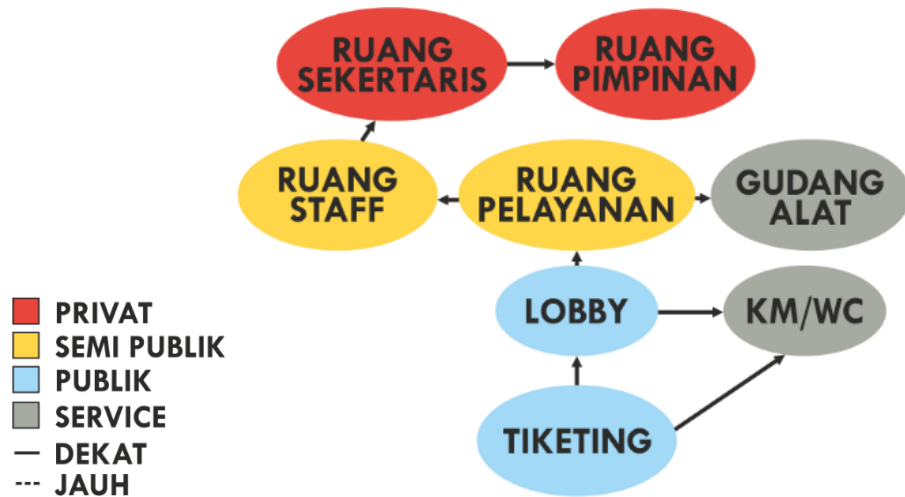 RUANG
SEKERTARIS
RUANG
PIMPINAN
RUANG
STAFF
RUANG
PELAYANAN
GUDANG
ALAT
LOBBY
KM/WC
TIKETING
PRIVAT
SEMI PUBLIK
PUBLIK
SERVICE
DEKAT
JAUH